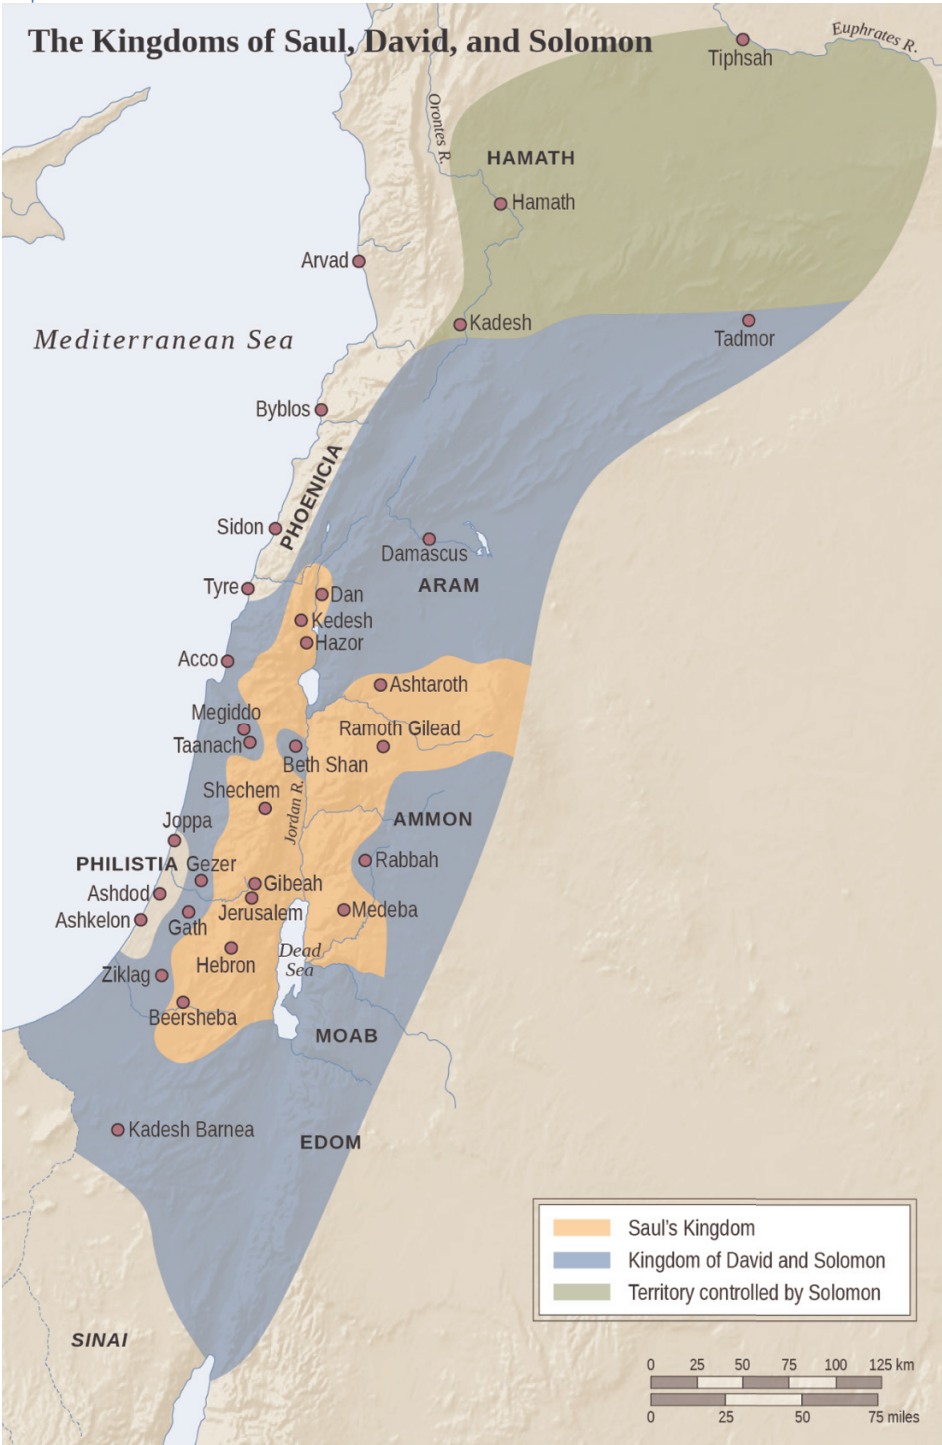 The Kingdoms of Saul, David, and Solomon
Euphrates R.
Tiphsah
Orontes R.
HAMATH
Hamath
Arvad
Kadesh
Mediterranean Sea
Tadmor
Byblos
PHOENICIA
Sidon
Damascus
ARAM
Tyre
Dan
Kedesh
Hazor
Acco
Ashtaroth
Megiddo
Ramoth Gilead
Taanach
Beth Shan
Shechem
Jordan R.
Joppa
AMMON
PHILISTIA
Gezer
Rabbah
Ashdod
Gibeah
Ashkelon
Jerusalem
Medeba
Gath
Dead
Sea
Hebron
Ziklag
Beersheba
MOAB
Kadesh Barnea
EDOM
Saul's Kingdom
Kingdom of David and Solomon
Territory controlled by Solomon
SINAI
0 25 50 75 100 125 km
0 25 50 75 miles